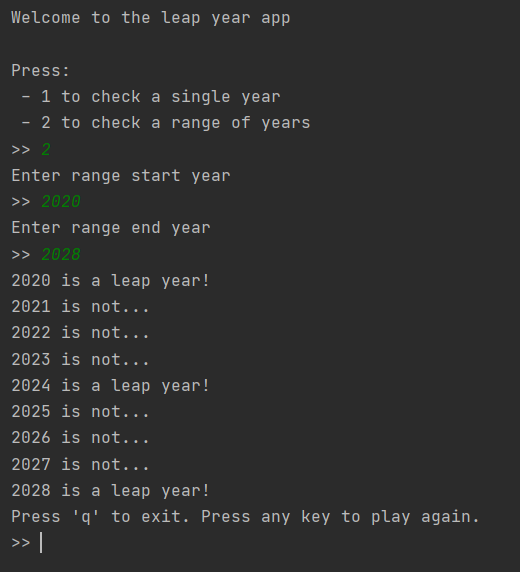 Welcome to the leap year app
Press:
- 1 to check a single year
- 2 to check a range of years
>> 2
Enter range start year
>> 2020
Enter range end year
>> 2028
2020 is a leap year!
2021 is not...
2022 is not...
2023 is not...
2024 is a leap year!
2025 is not...
2026 is not...
2027 is not...
2028 is a leap year!
Press 'q' to exit. Press any key to play again.
>>